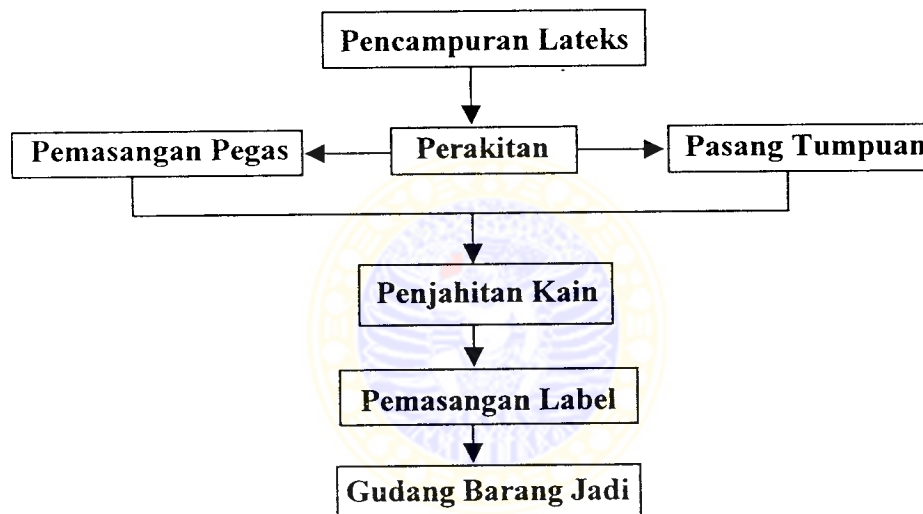 Pencampuran Lateks
Pemasangan Pegas
Perakitan
Pasang Tumpuan
Penjahitan Kain
Pemasangan Label
Gudang Barang Jadi